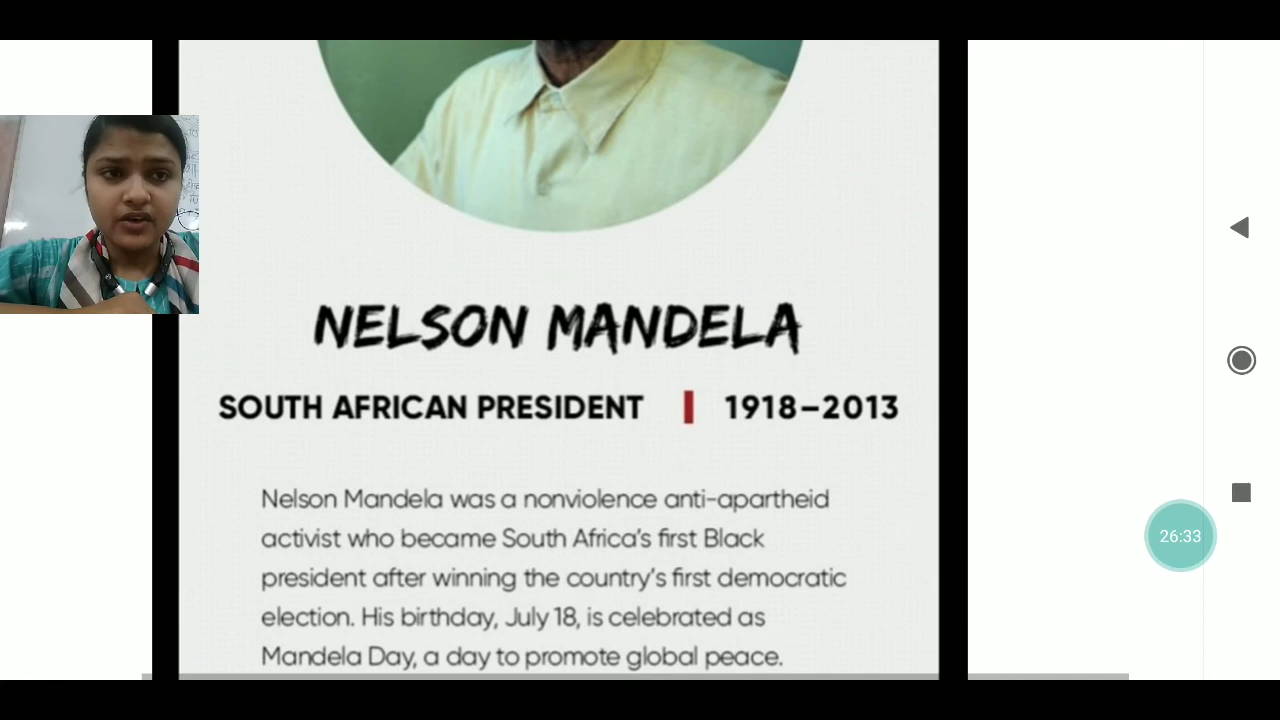 NELSON MANDELA
SOUTH AFRICAN PRESIDENT 1918–2013
Nelson Mandela was a nonviolence anti-apartheid
activist who became South Africa's first Black
president after winning the country's first democratic
election. His birthday, July 18, is celebrated as
Mandela Day, a day to promote global peace.
26:33